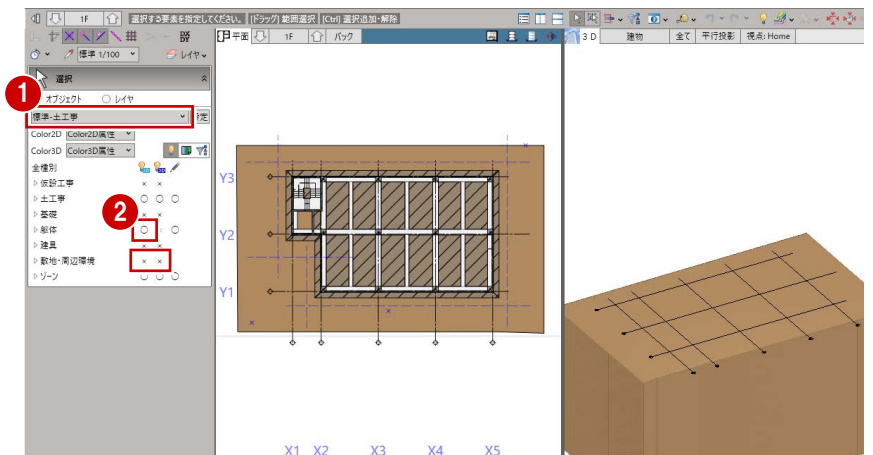 1F 選択する要素を指定してください。 [ドラッグ] 範囲選択 | [Ctrl] 選択追加・解除
標準 1/100 レイヤ
選択
オブジェクト レイヤ
標準-土工事 定
Color2D Color2D属性
Color3D Color3D属性
全種別
仮設工事 × ×
土工事
基礎 × ×
躯体
建具 × ×
敷地・周辺環境 × ×
ゾーン
1
2
平面 1F バック
Y3
Y2
Y1
X1 X2 X3 X4 X5
3D 建物 全て 平行投影 視点: Home